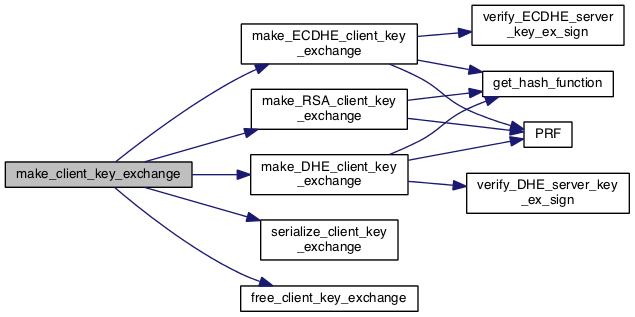 make_client_key_exchange
make_ECDHE_client_key
_exchange
make_RSA_client_key
_exchange
make_DHE_client_key
_exchange
serialize_client_key
_exchange
free_client_key_exchange
verify_ECDHE_server
_key_ex_sign
get_hash_function
PRF
verify_DHE_server_key
_ex_sign